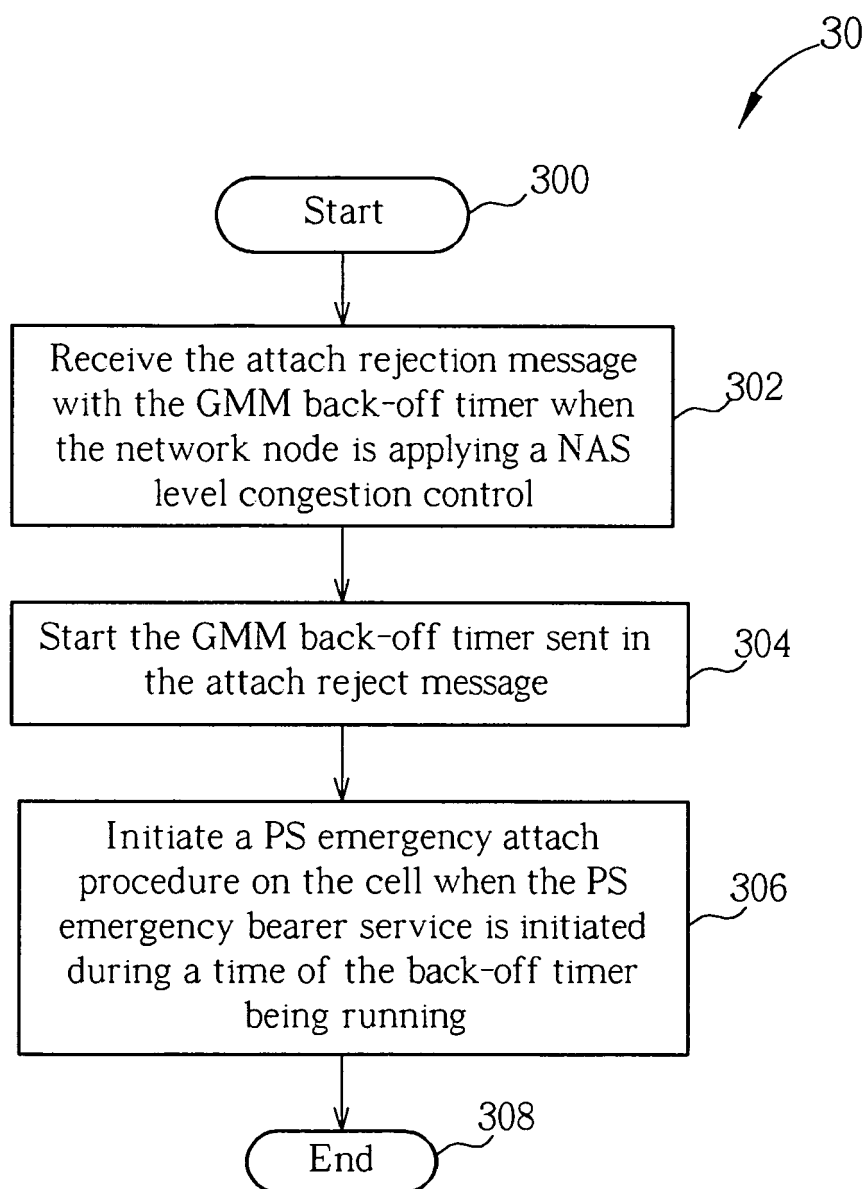 30
Start
300
Receive the attach rejection message
with the GMM back-off timer when
the network node is applying a NAS
level congestion control
302
Start the GMM back-off timer sent in
the attach reject message
304
Initiate a PS emergency attach
procedure on the cell when the PS
emergency bearer service is initiated
during a time of the back-off timer
being running
306
End
308